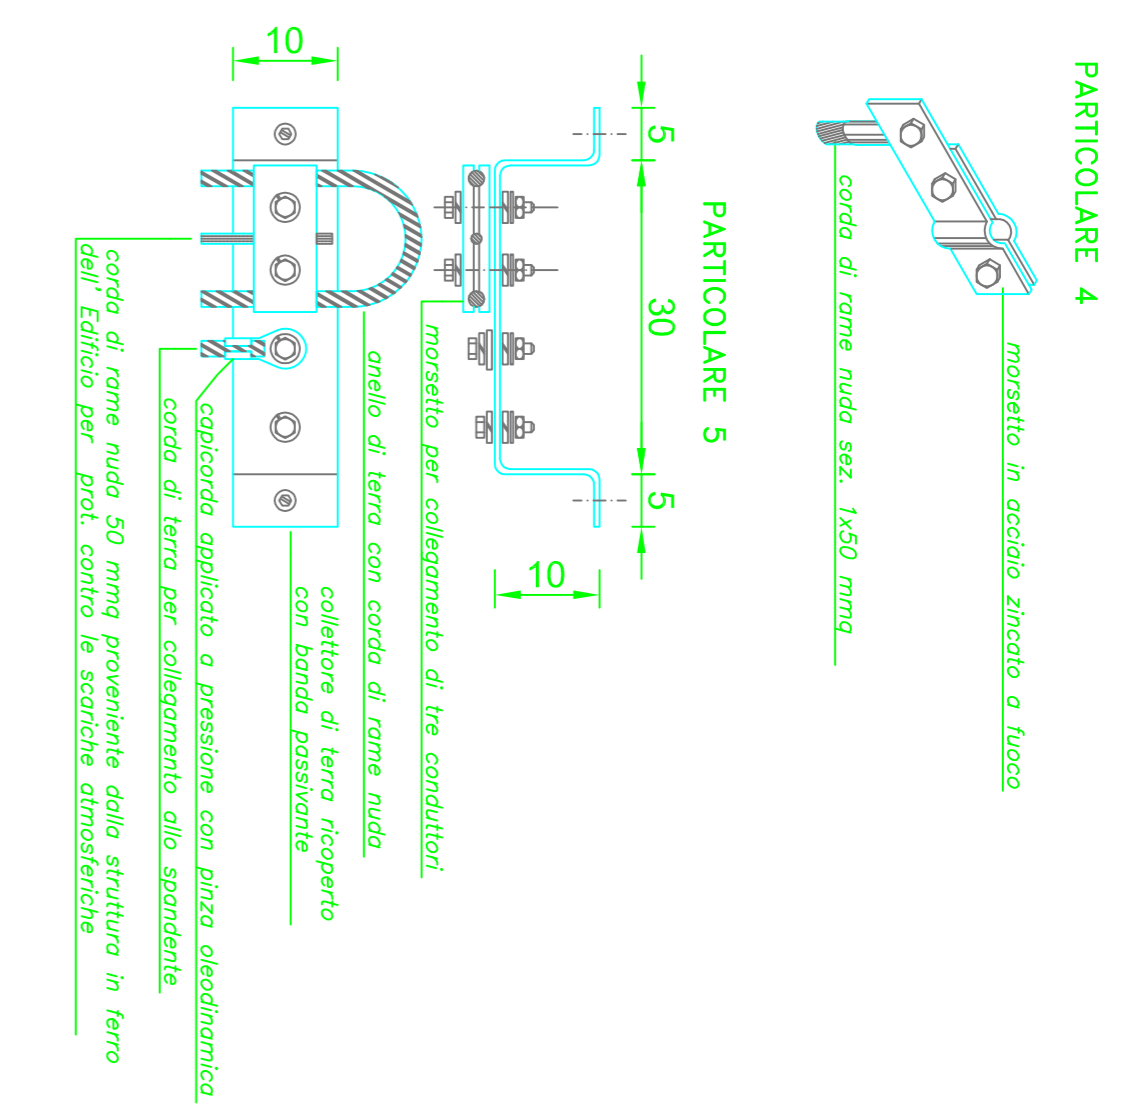 PARTICOLARE 4
morsetto in acciaio zincato a fuoco
corda di rame nuda sez. 1x50 mmq
PARTICOLARE 5
5
30
5
10
10
morsetto per collegamento di tre conduttori
anello di terra con corda di rame nuda
collettore di terra ricoperto
con banda passivante
capicorda applicato a pressione con pinza oleodinamica
corda di terra per collegamento allo spandente
corda di rame nuda 50 mmq proveniente dalla struttura in ferro
dell' Edificio per prot. contro le scariche atmosferiche